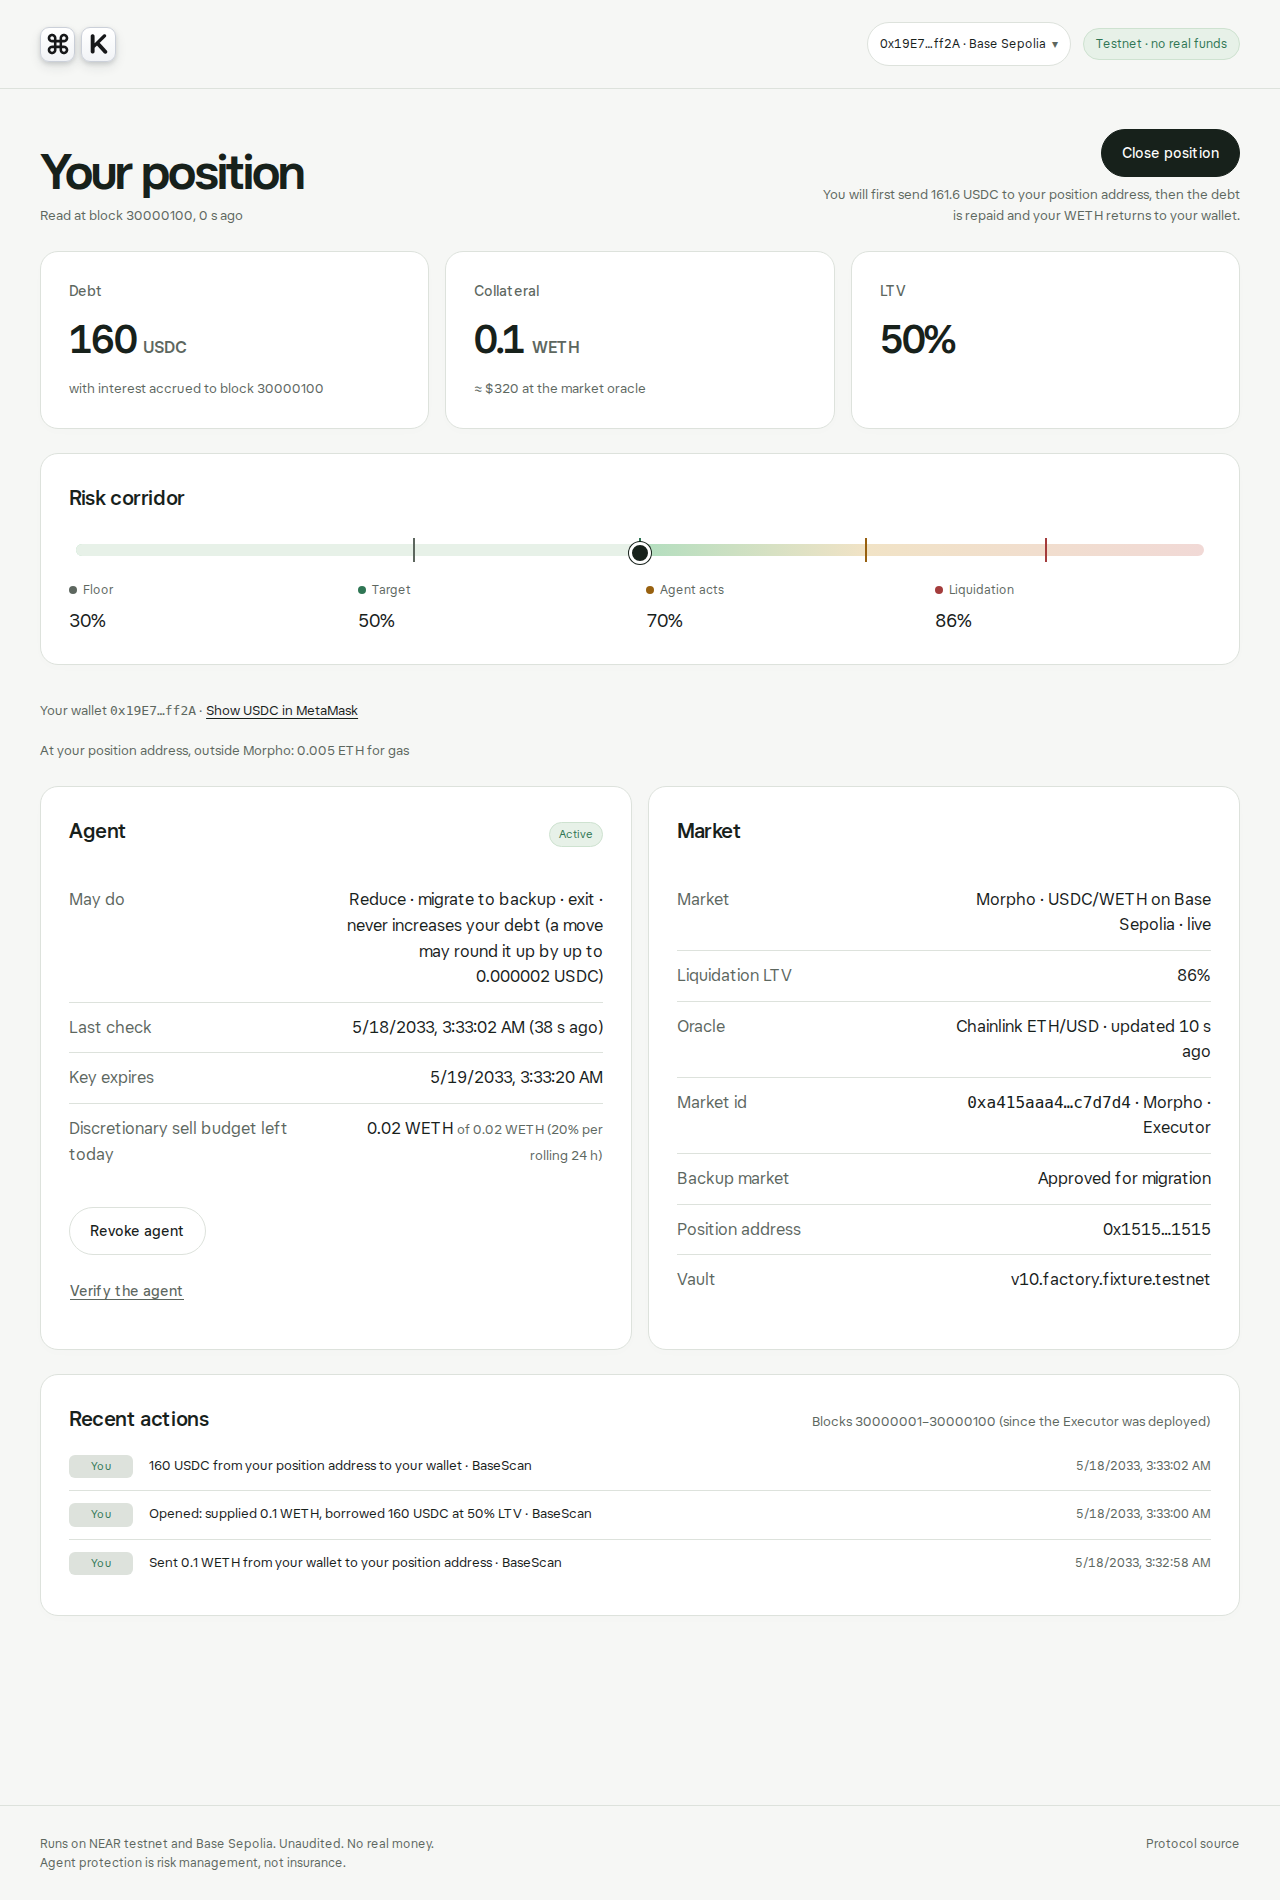 ⌘ K
0x19E7…ff2A · Base Sepolia ▾
Testnet · no real funds
Your position
Read at block 30000100, 0 s ago
Close position
You will first send 161.6 USDC to your position address, then the debt
is repaid and your WETH returns to your wallet.
Debt
160 USDC
with interest accrued to block 30000100
Collateral
0.1 WETH
≈ $320 at the market oracle
LTV
50%
Risk corridor
Floor
30%
Target
50%
Agent acts
70%
Liquidation
86%
Your wallet 0x19E7…ff2A · Show USDC in MetaMask
At your position address, outside Morpho: 0.005 ETH for gas
Agent
Active
May do
Reduce · migrate to backup · exit ·
never increases your debt (a move
may round it up by up to
0.000002 USDC)
Last check
5/18/2033, 3:33:02 AM (38 s ago)
Key expires
5/19/2033, 3:33:20 AM
Discretionary sell budget left
today
0.02 WETH of 0.02 WETH (20% per
rolling 24 h)
Revoke agent
Verify the agent
Market
Market
Morpho · USDC/WETH on Base
Sepolia · live
Liquidation LTV
86%
Oracle
Chainlink ETH/USD · updated 10 s
ago
Market id
0xa415aaa4…c7d7d4 · Morpho ·
Executor
Backup market
Approved for migration
Position address
0x1515…1515
Vault
v10.factory.fixture.testnet
Recent actions
Blocks 30000001–30000100 (since the Executor was deployed)
You
160 USDC from your position address to your wallet · BaseScan
5/18/2033, 3:33:02 AM
You
Opened: supplied 0.1 WETH, borrowed 160 USDC at 50% LTV · BaseScan
5/18/2033, 3:33:00 AM
You
Sent 0.1 WETH from your wallet to your position address · BaseScan
5/18/2033, 3:32:58 AM
Runs on NEAR testnet and Base Sepolia. Unaudited. No real money.
Agent protection is risk management, not insurance.
Protocol source